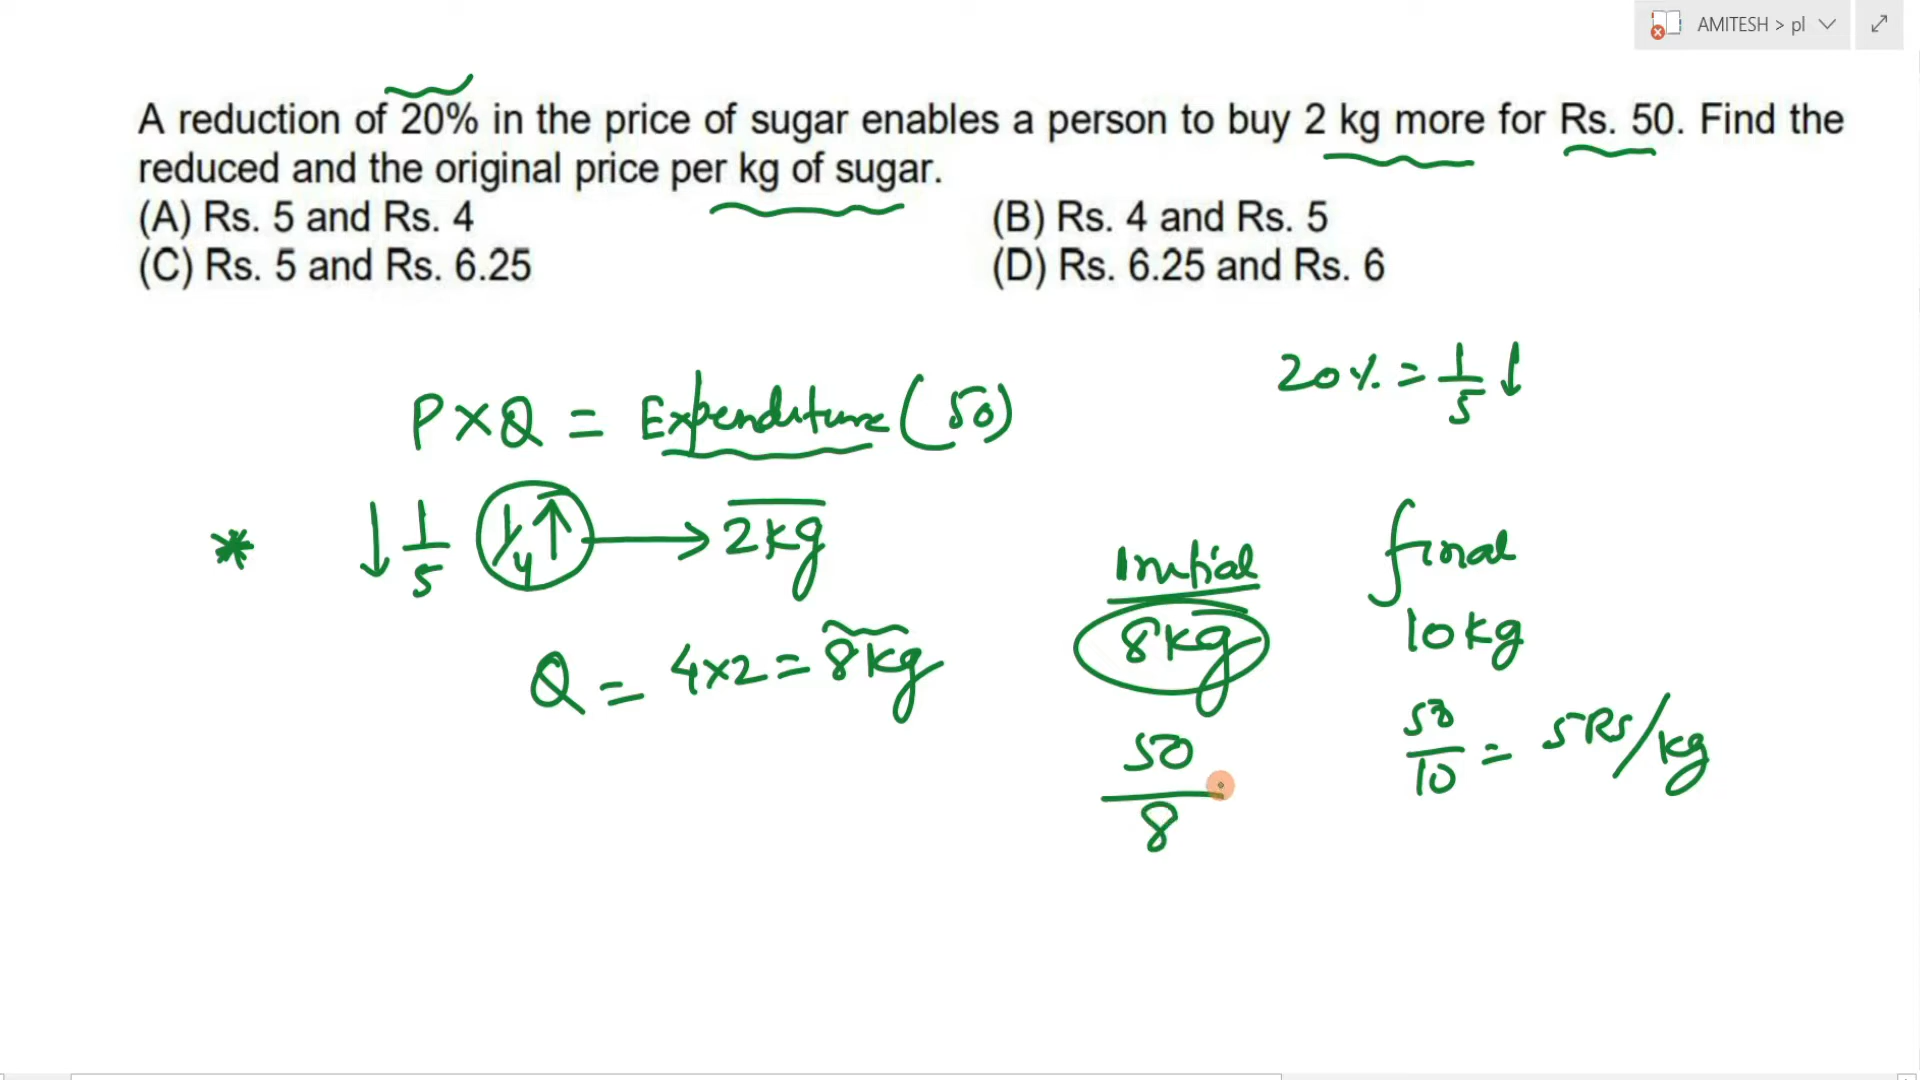 AMITESH > pl
A reduction of 20% in the price of sugar enables a person to buy 2 kg more for Rs. 50. Find the
reduced and the original price per kg of sugar.
(A) Rs. 5 and Rs. 4 (B) Rs. 4 and Rs. 5
(C) Rs. 5 and Rs. 6.25 (D) Rs. 6.25 and Rs. 6
20% = 1/5 ↓
P×Q = Expenditure (50)
* ↓ 1/5 1/4 ↑ → 2kg
Initial final
8kg 10kg
Q = 4×2 = 8kg
50/8 50/10 = 5Rs/kg